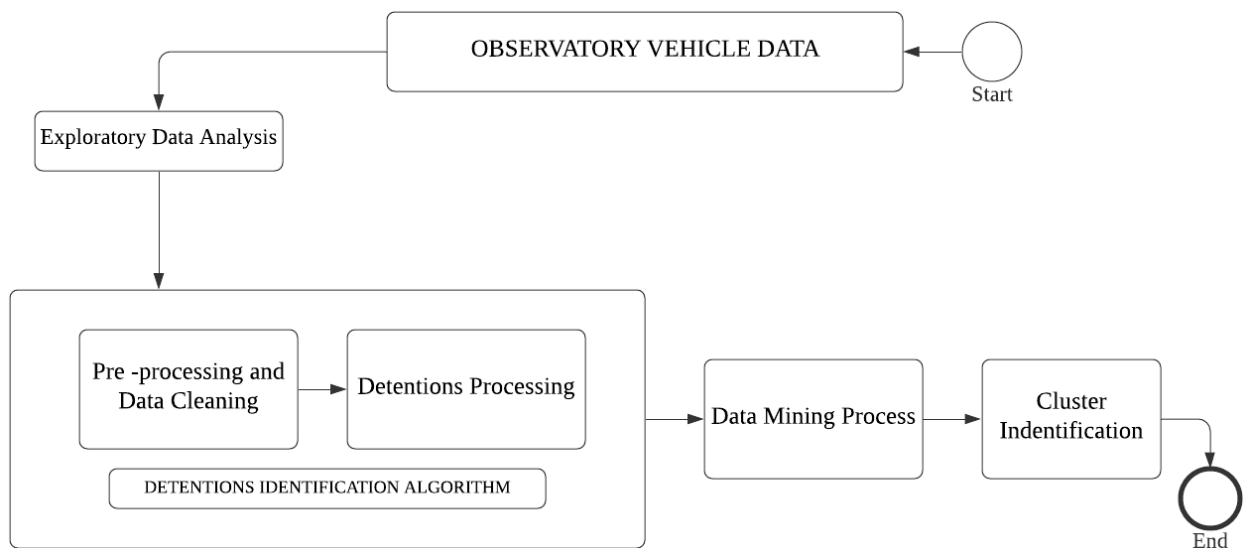 OBSERVATORY VEHICLE DATA
Start
Exploratory Data Analysis
Pre -processing and
Data Cleaning
Detentions Processing
DETENTIONS IDENTIFICATION ALGORITHM
Data Mining Process
Cluster
Indentification
End